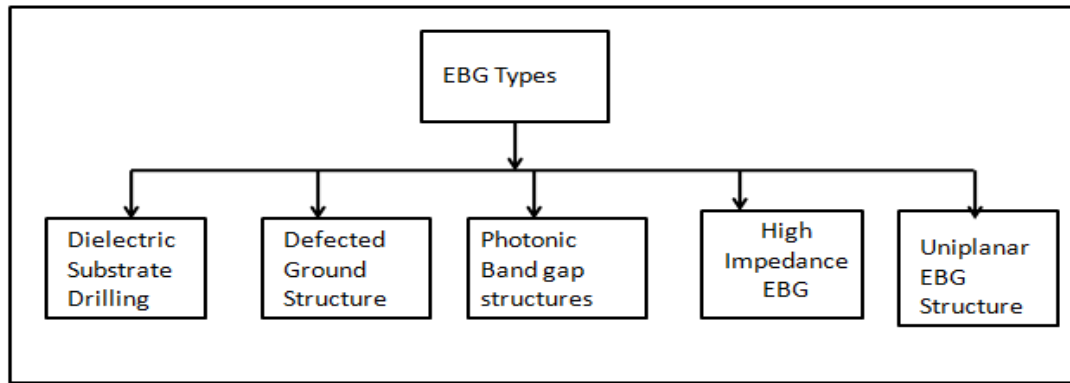 EBG Types
Dielectric
Substrate
Drilling
Defected
Ground
Structure
Photonic
Band gap
structures
High
Impedance
EBG
Uniplanar
EBG
Structure